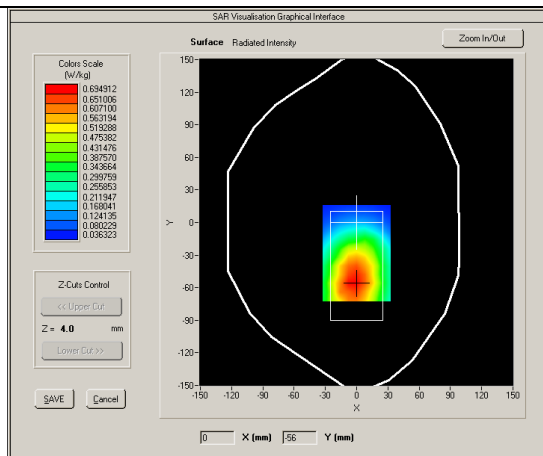 SAR Visualisation Graphical Interface
Surface Radiated Intensity
Zoom In/Out
Colors Scale
(W/kg)
0.694912
0.651006
0.607100
0.563194
0.519288
0.475382
0.431476
0.387570
0.343664
0.299759
0.255853
0.211947
0.168041
0.124135
0.080229
0.036323
Z-Cuts Control
<< Upper Cut
Z = 4.0 mm
Lower Cut >>
SAVE Cancel
150-
120-
90-
60-
30-
0-
-30-
-60-
-90-
-120-
-150-
Y
-150 -120 -90 -60 -30 0 30 60 90 120 150
X
0 X (mm) -56 Y (mm)